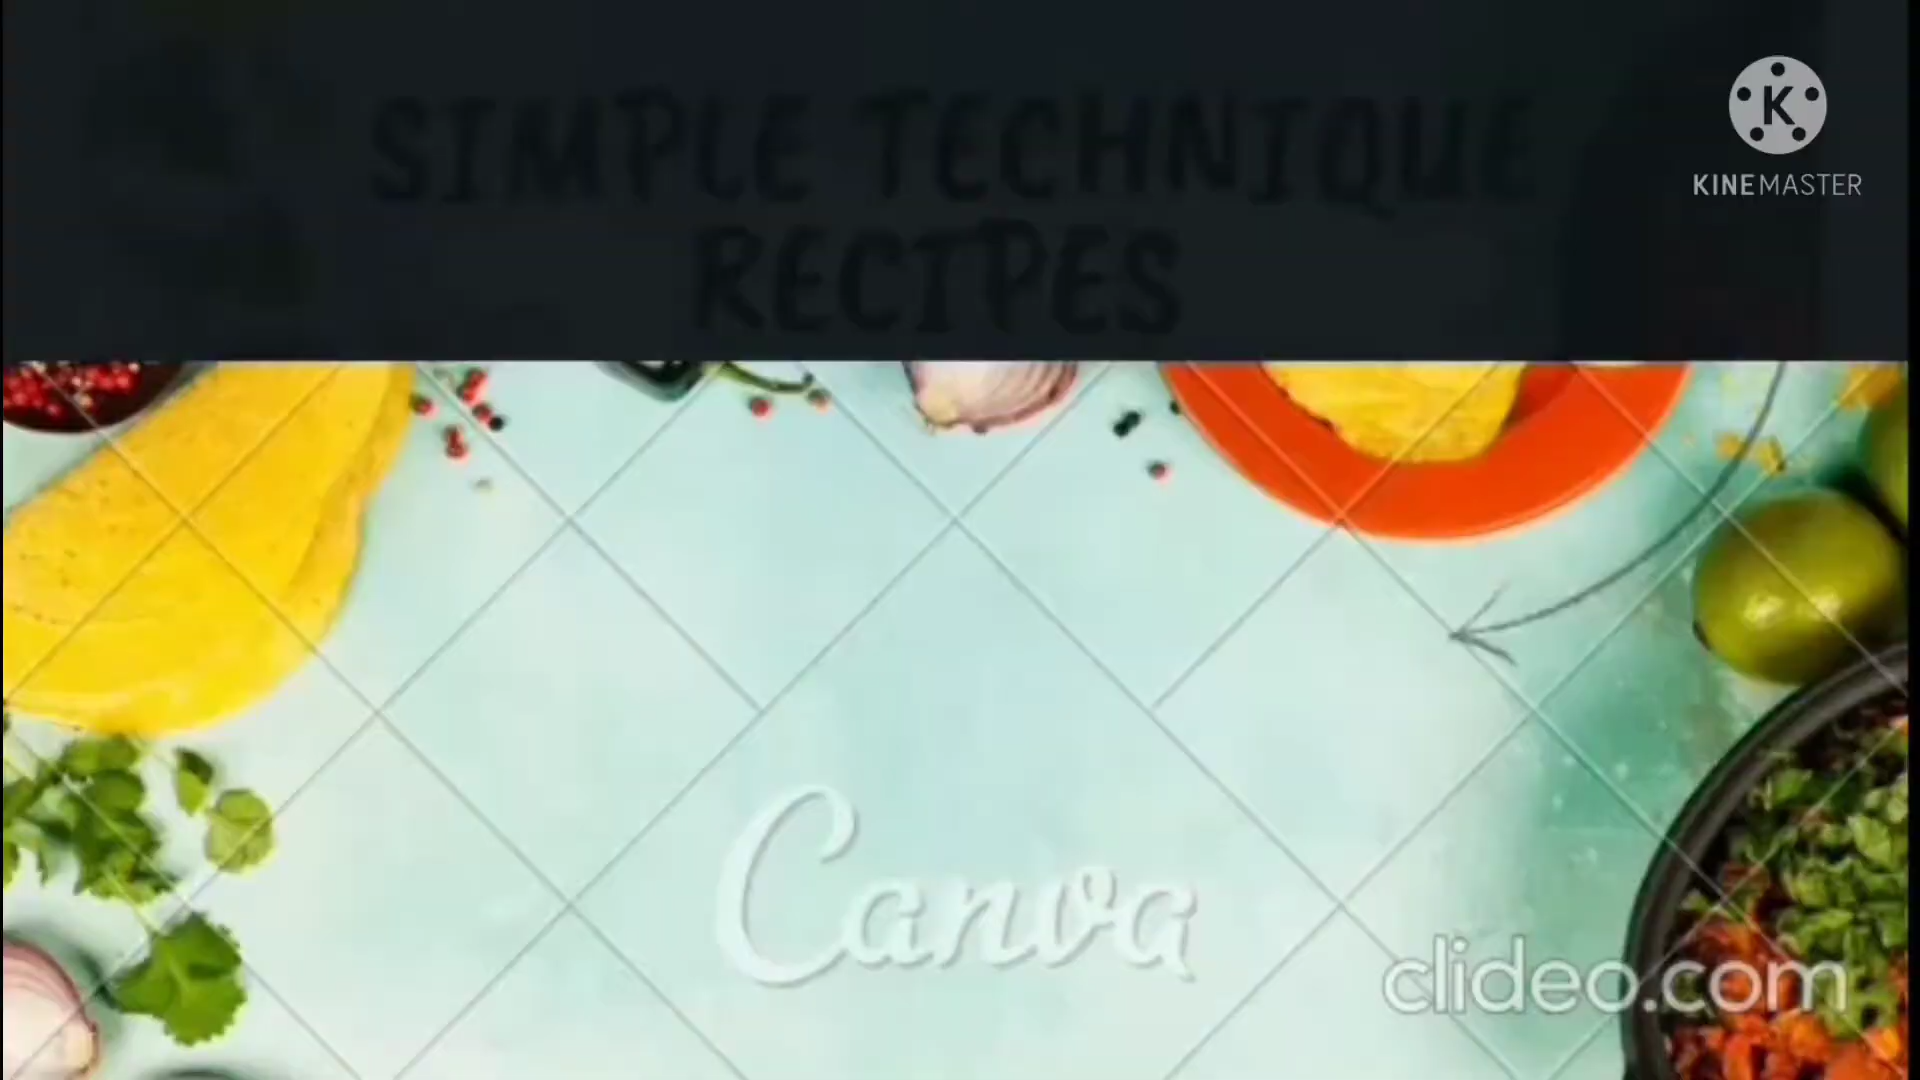 SIMPLE TECHNIQUE
RECIPES
K
KINEMASTER
Canva
clideo.com